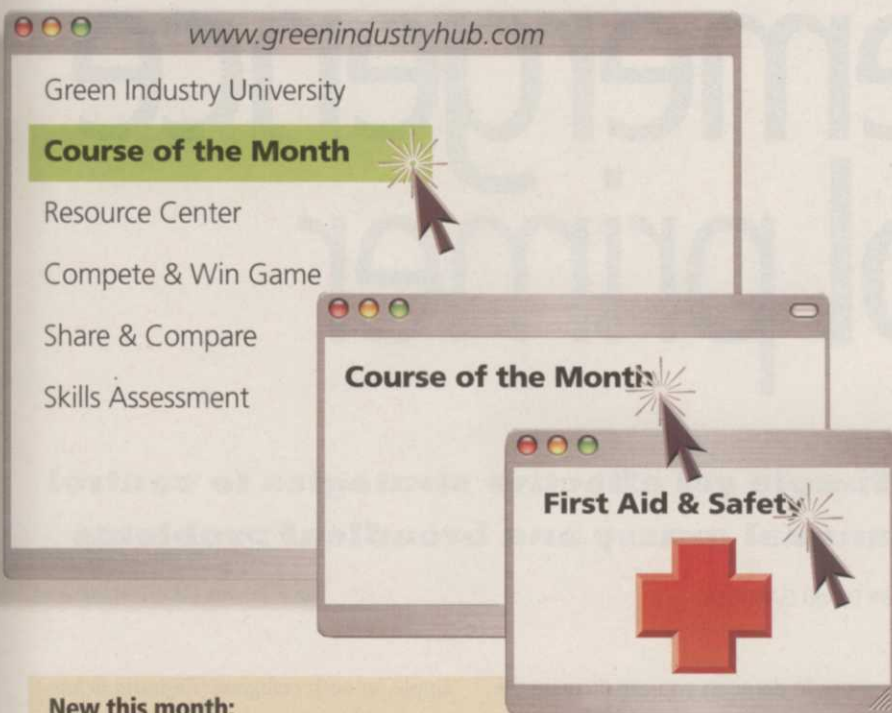 www.greenindustryhub.com
Green Industry University
Course of the Month
Resource Center
Compete & Win Game
Share & Compare
Skills Assessment
Course of the Month
First Aid & Safety
New this month: